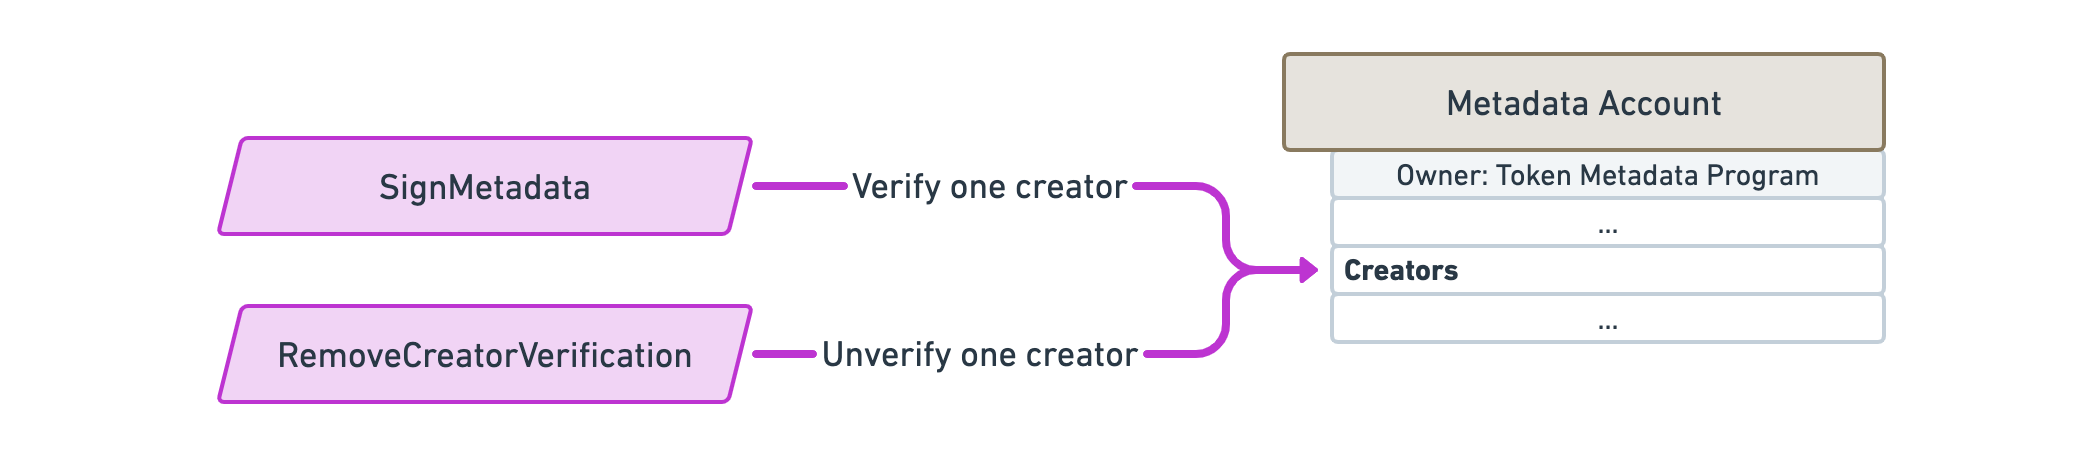 SignMetadata
Verify one creator
RemoveCreatorVerification
Unverify one creator
Metadata Account
Owner: Token Metadata Program
...
Creators
...